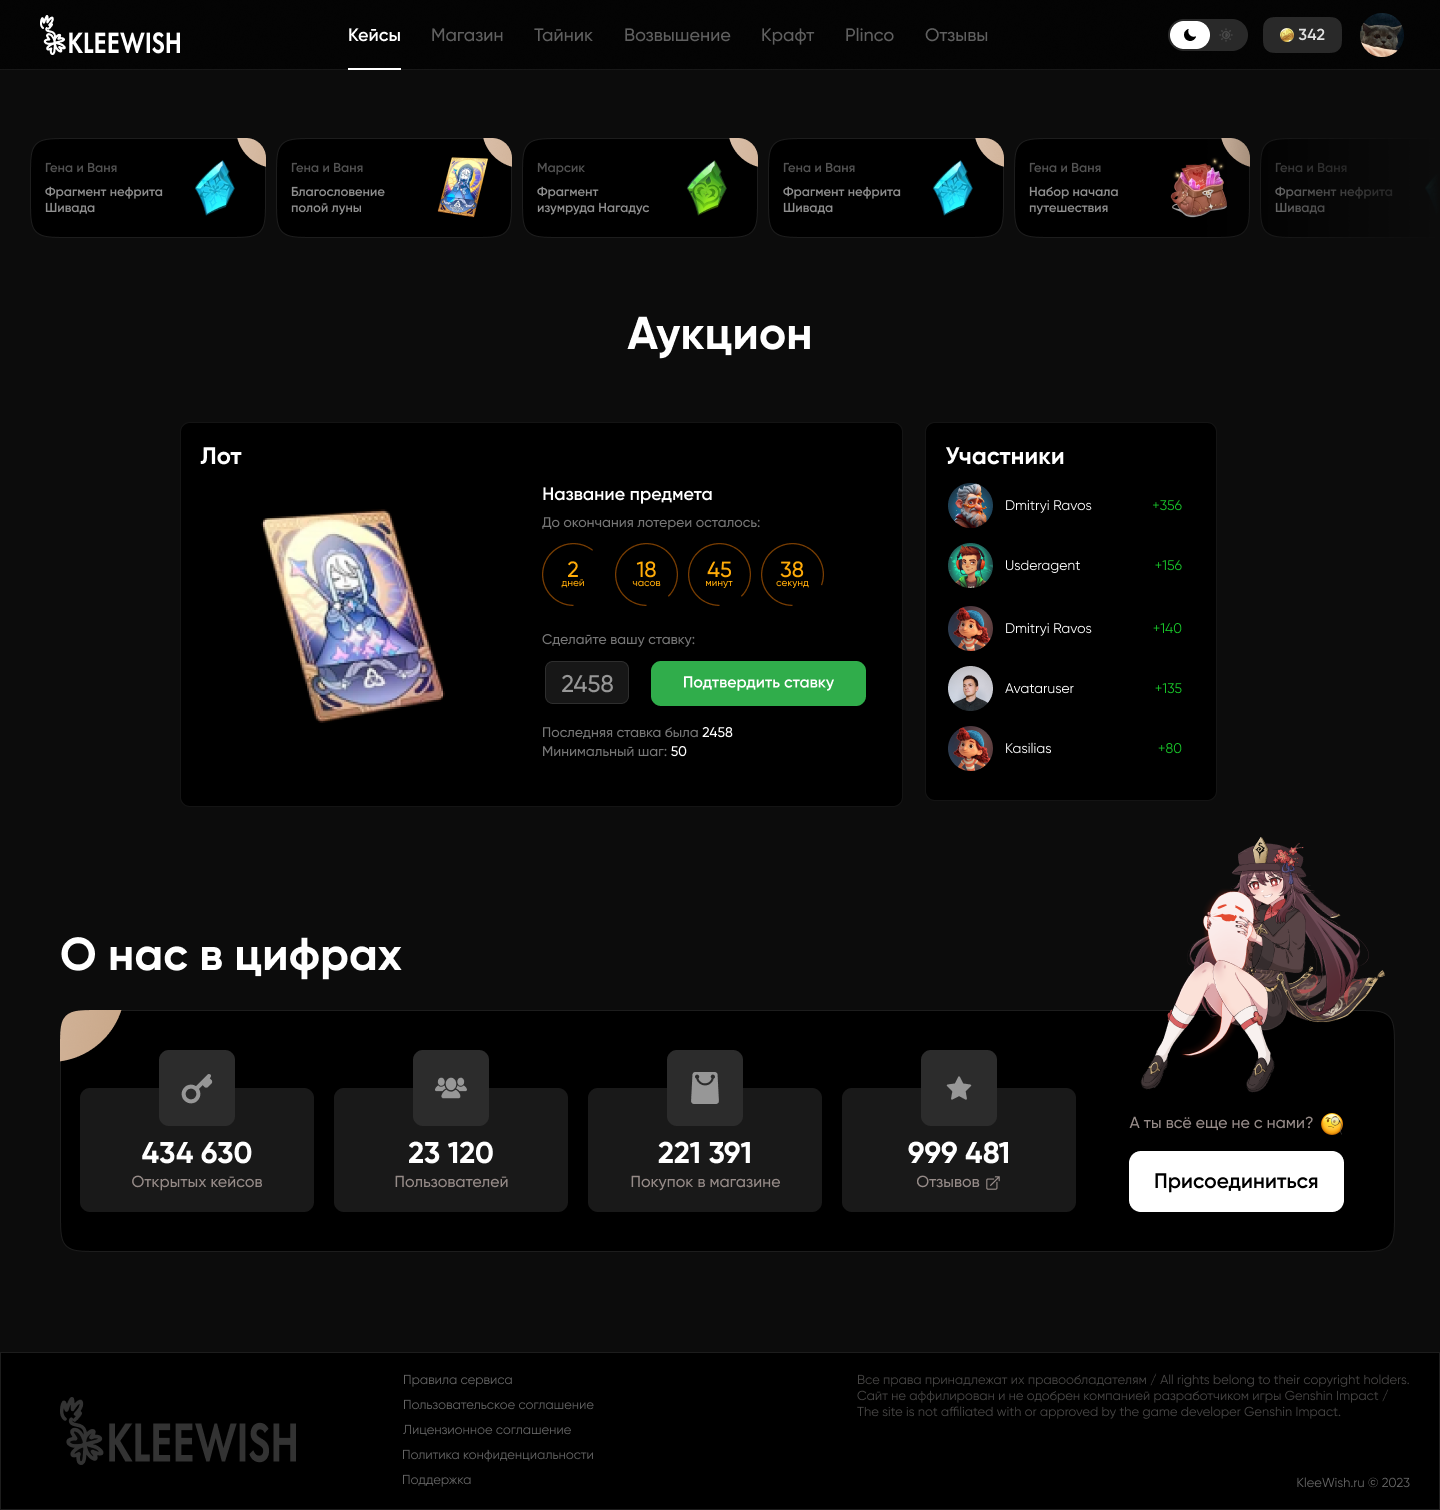 KLEEWISH
Кейсы
Магазин
Тайник
Возвышение
Крафт
Plinco
Отзывы
342
Гена и Ваня
Фрагмент нефрита
Шивада
Гена и Ваня
Благословение
полой луны
Марсик
Фрагмент
изумруда Нагадус
Гена и Ваня
Фрагмент нефрита
Шивада
Гена и Ваня
Набор начала
путешествия
Гена и Ваня
Фрагмент нефрита
Шивада
Аукцион
Лот
Название предмета
До окончания лотереи осталось:
2
дней
18
часов
45
минут
38
секунд
Сделайте вашу ставку:
2458
Подтвердить ставку
Последняя ставка была 2458
Минимальный шаг: 50
Участники
Dmitryi Ravos +356
Usderagent +156
Dmitryi Ravos +140
Avataruser +135
Kasilias +80
О нас в цифрах
434 630
Открытых кейсов
23 120
Пользователей
221 391
Покупок в магазине
999 481
Отзывов
А ты всё еще не с нами?
Присоединиться
KLEEWISH
Правила сервиса
Пользовательское соглашение
Лицензионное соглашение
Политика конфиденциальности
Поддержка
Все права принадлежат их правообладателям / All rights belong to their copyright holders.
Сайт не аффилирован и не одобрен компанией разработчиком игры Genshin Impact /
The site is not affiliated with or approved by the game developer Genshin Impact.
KleeWish.ru © 2023